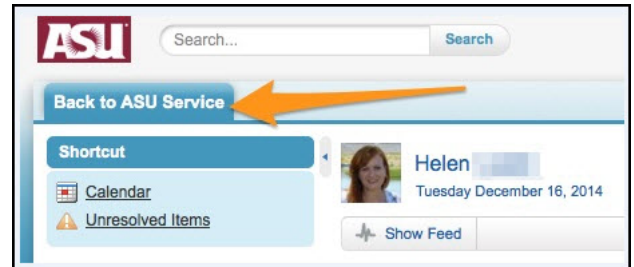 ASU
Search...
Search
Back to ASU Service
Shortcut
Calendar
Unresolved Items
Helen
Tuesday December 16, 2014
Show Feed